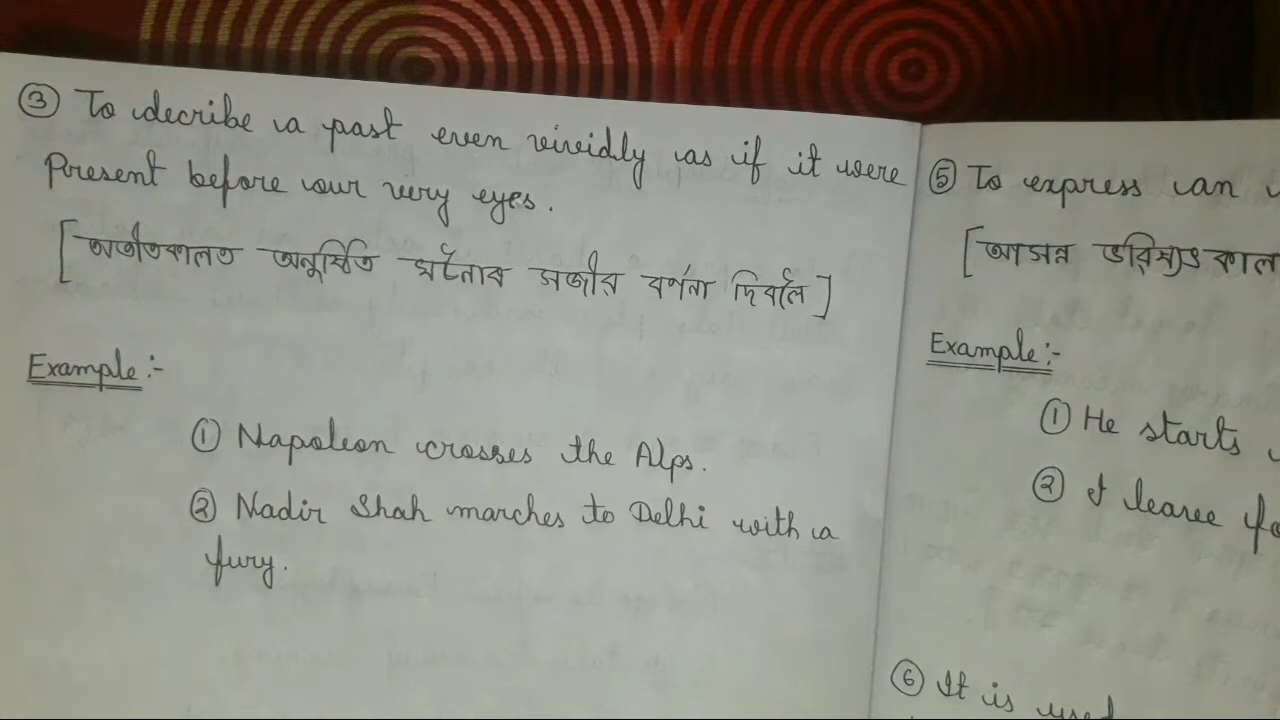 ③ To decribe a past even vividly as if it were
Present before our very eyes.
[অতীতকালত অনুষ্ঠিত ঘটনাৰ সজীৱ বৰ্ণনা দিবলৈ]
Example:-
① Napoleon crosses the Alps.
② Nadir Shah marches to Delhi with a
fury.
⑤ To express an
[আসন্ন ভৱিষ্যত কাল
Example:-
① He starts
② I leave fo
⑥ It is used